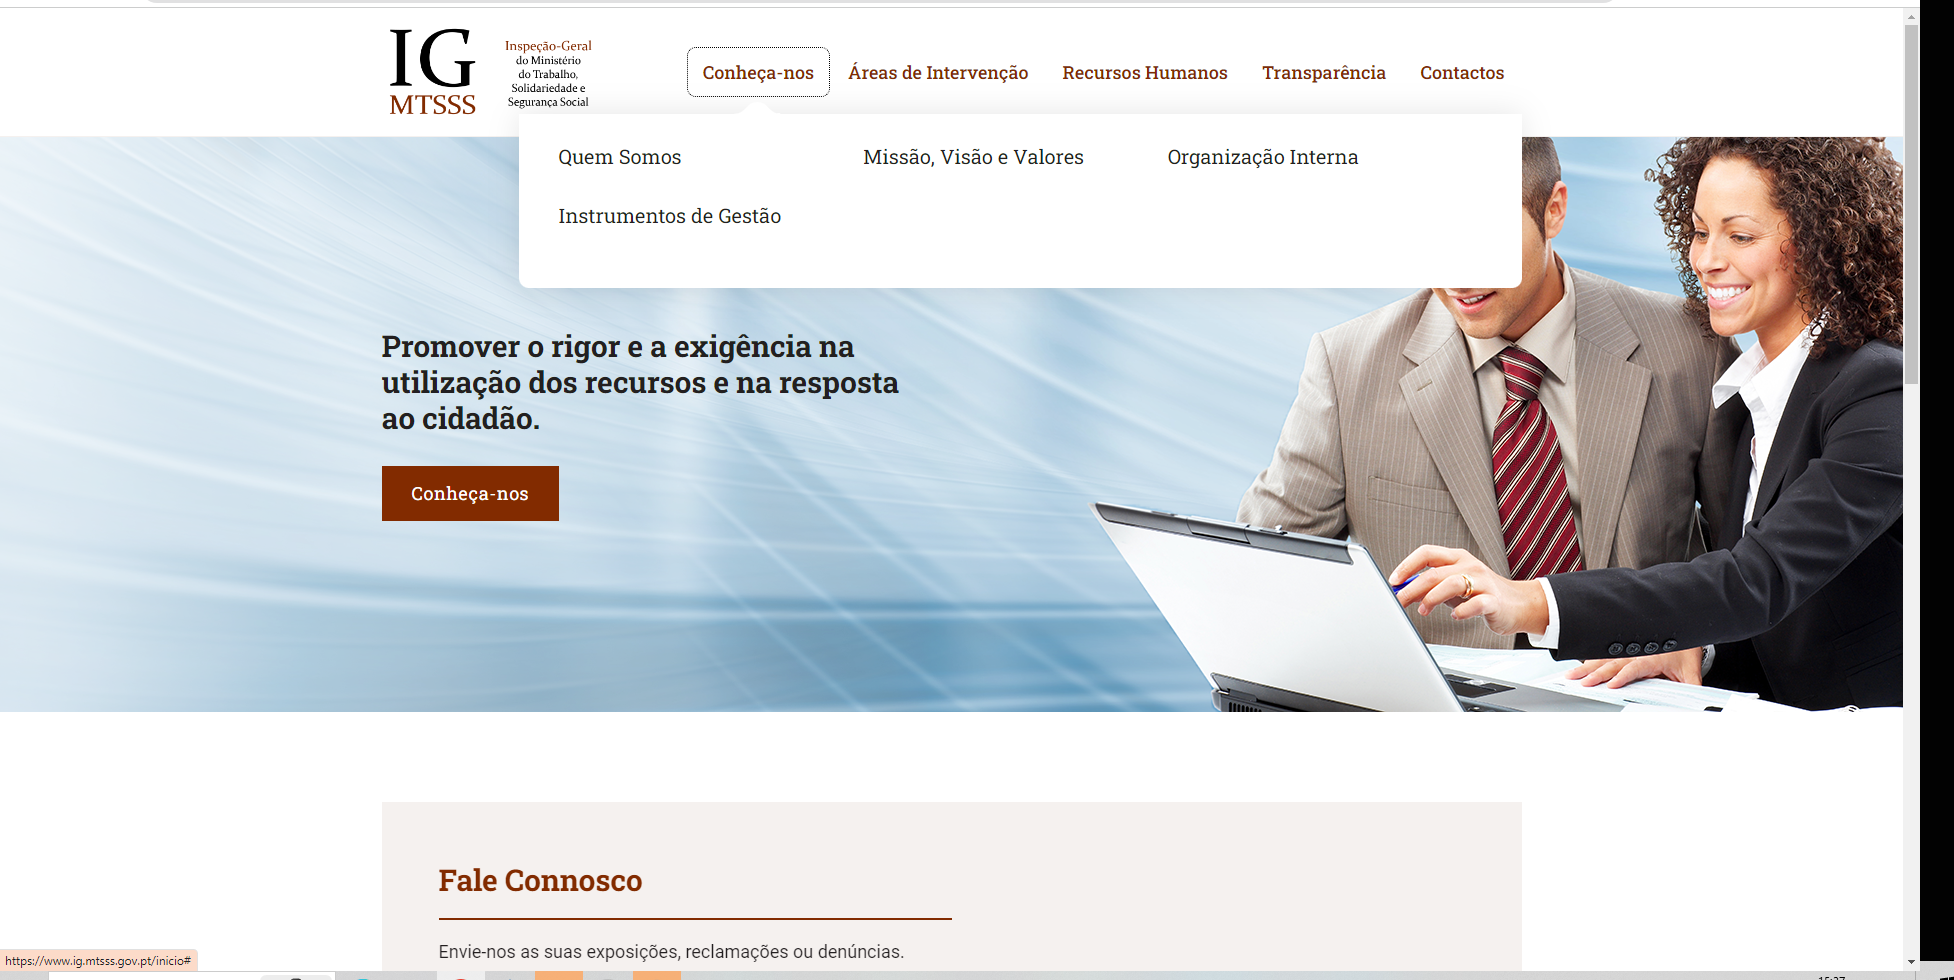 IG
MTSSS
Inspeção-Geral
do Ministério
do Trabalho,
Solidariedade e
Segurança Social
Conheça-nos
Áreas de Intervenção
Recursos Humanos
Transparência
Contactos
Quem Somos
Missão, Visão e Valores
Organização Interna
Instrumentos de Gestão
Promover o rigor e a exigência na
utilização dos recursos e na resposta
ao cidadão.
Conheça-nos
Fale Connosco
Envie-nos as suas exposições, reclamações ou denúncias.
https://www.ig.mtsss.gov.pt/inicio#